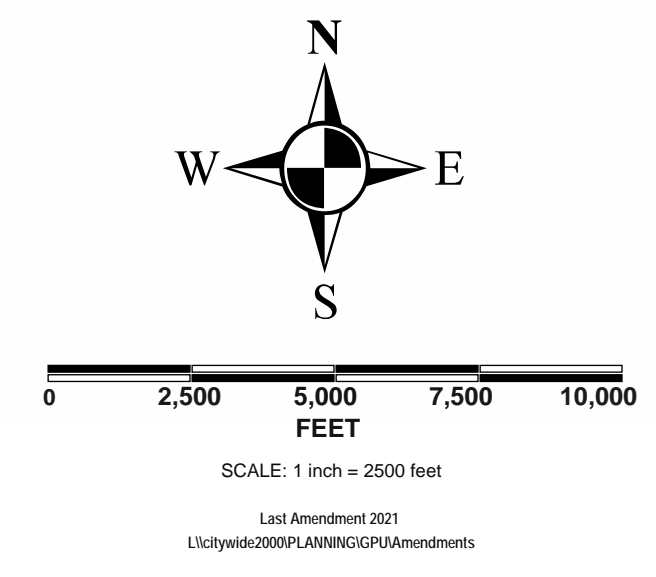 N
W E
S
0 2,500 5,000 7,500 10,000
FEET
SCALE: 1 inch = 2500 feet
Last Amendment 2021
L\\citywide2000\PLANNING\GPU\Amendments